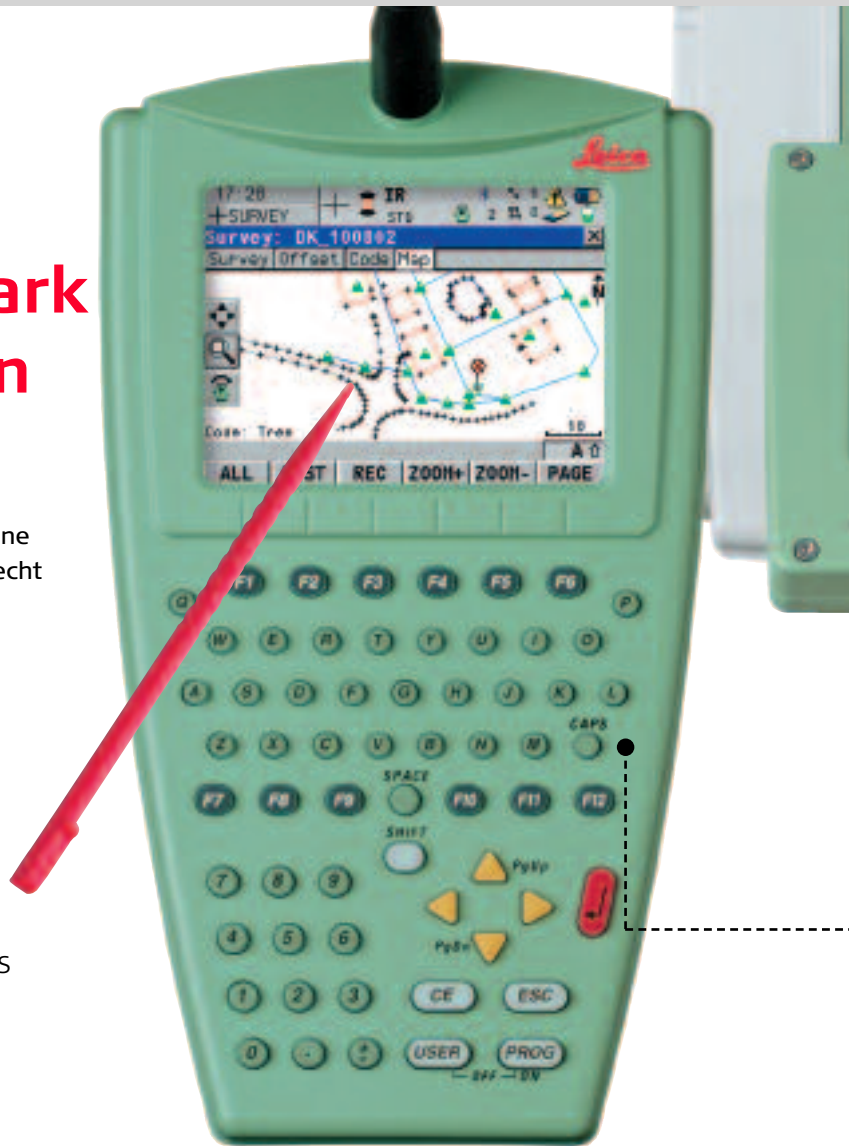 Leica
17:28
IR
+SURVEY
STD
2
Survey: DK_100802
Survey Offset Code Map
N
Code: Tree
10
A
ALL
REC ZOOM+ ZOOM- PAGE
ark
n
ne
echt
F1 F2 F3 F4 F5 F6
Q P
W E R T Y U I O
A S D F G H J K L
CAPS
Z X C V B N M
SPACE
F7 F8 F9 F10 F11 F12
SHIFT
PgUp
7 8 9
PgDn
4 5 6
S
1 2 3 CE ESC
0 . ± USER PROG
OFF ON